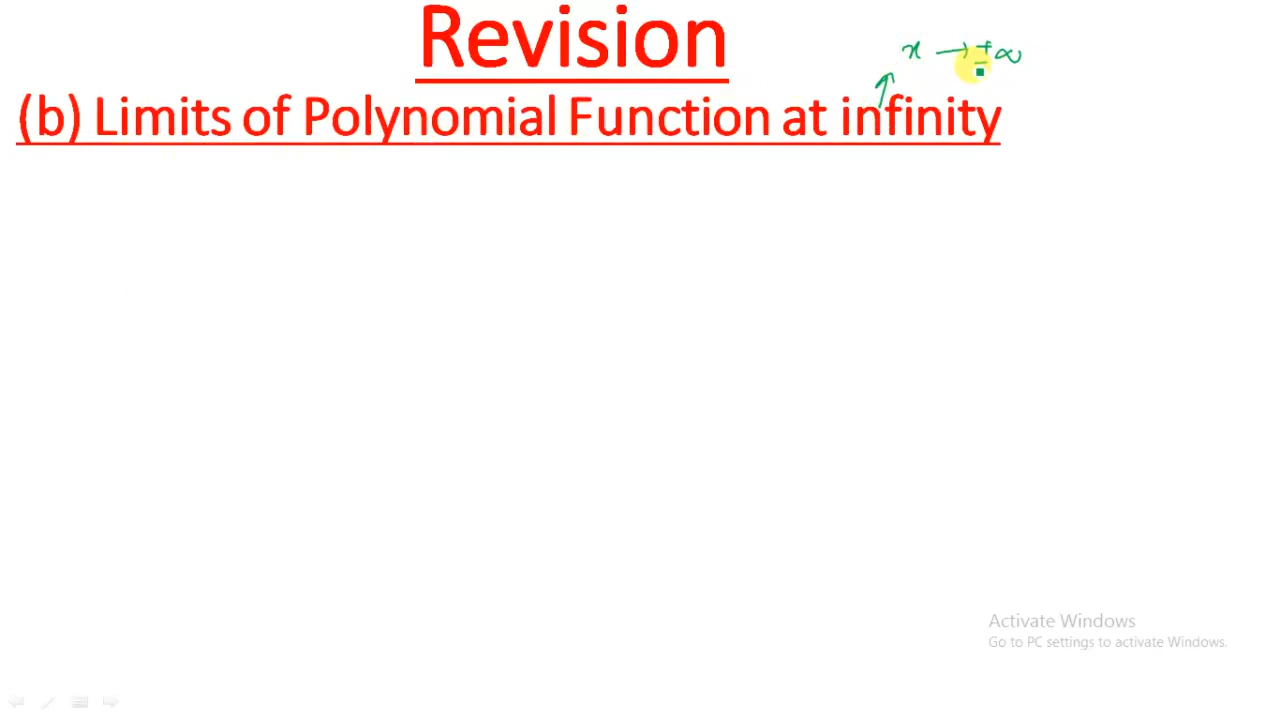 Revision
x → ±∞
(b) Limits of Polynomial Function at infinity
Activate Windows
Go to PC settings to activate Windows.